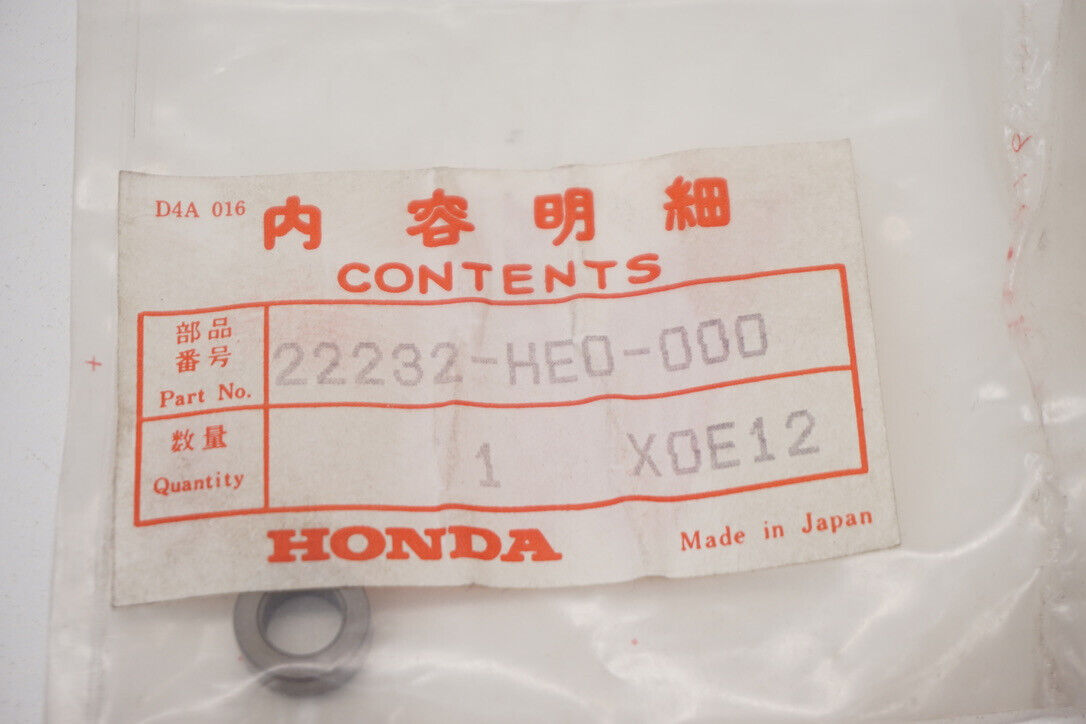 D4A 016
内容明細
CONTENTS
部品
番号
Part No.
22232-HE0-000
数量
Quantity
1 X0E12
HONDA
Made in Japan